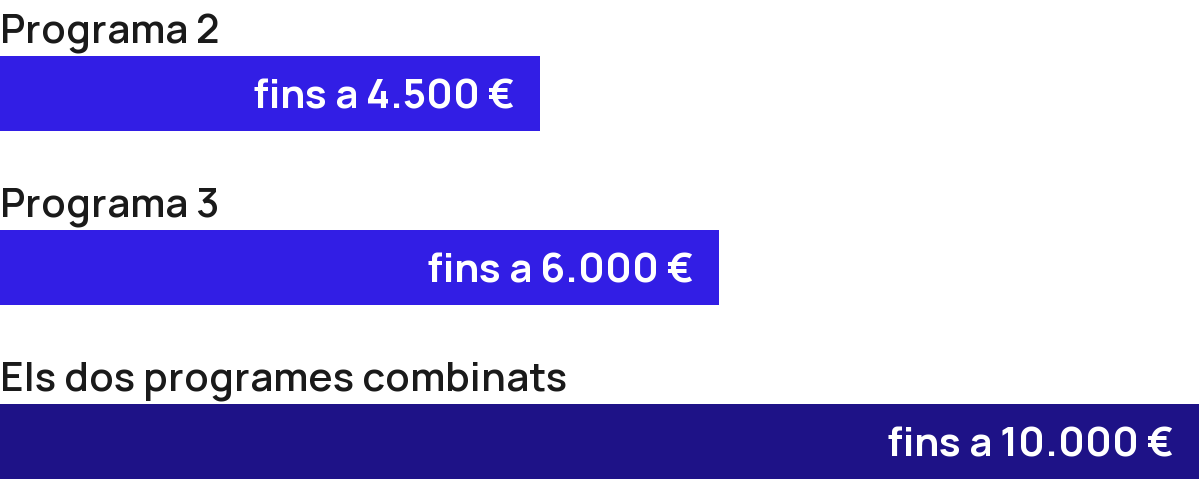 Programa 2
fins a 4.500 €
Programa 3
fins a 6.000 €
Els dos programes combinats
fins a 10.000 €